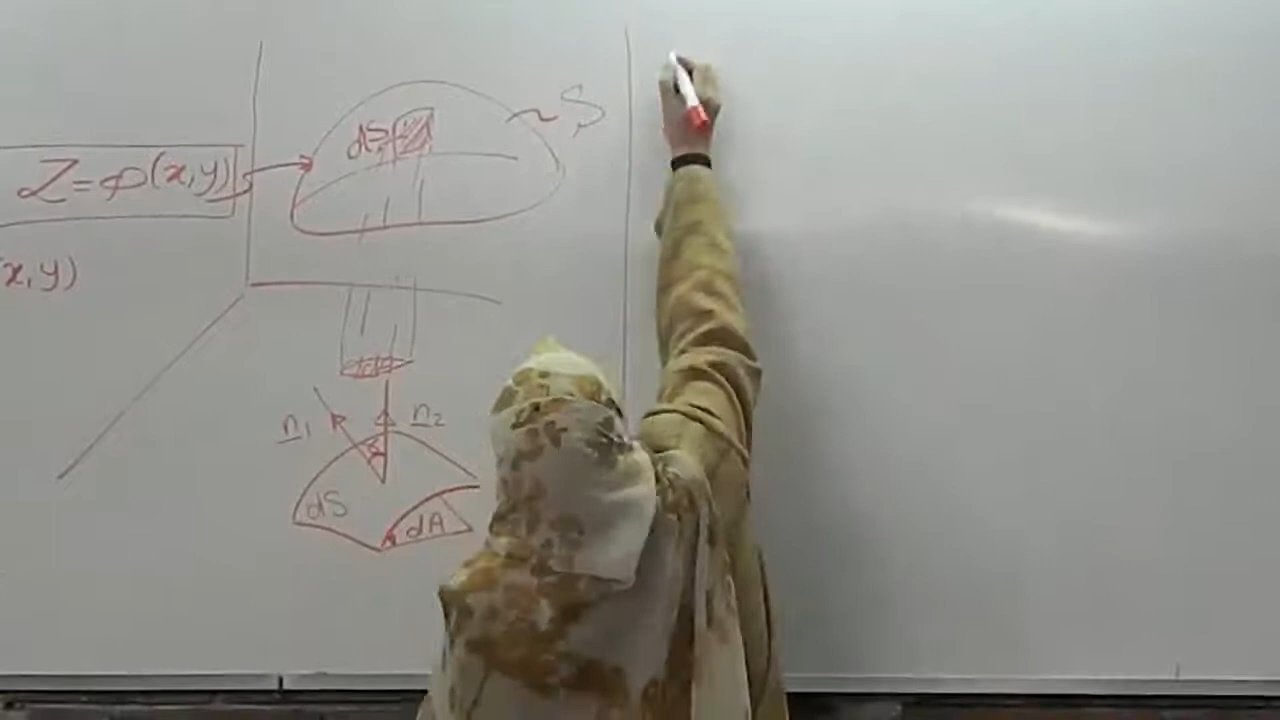 Z=φ(x,y)
(x,y)
dS
S
n1
n2
dS
dA